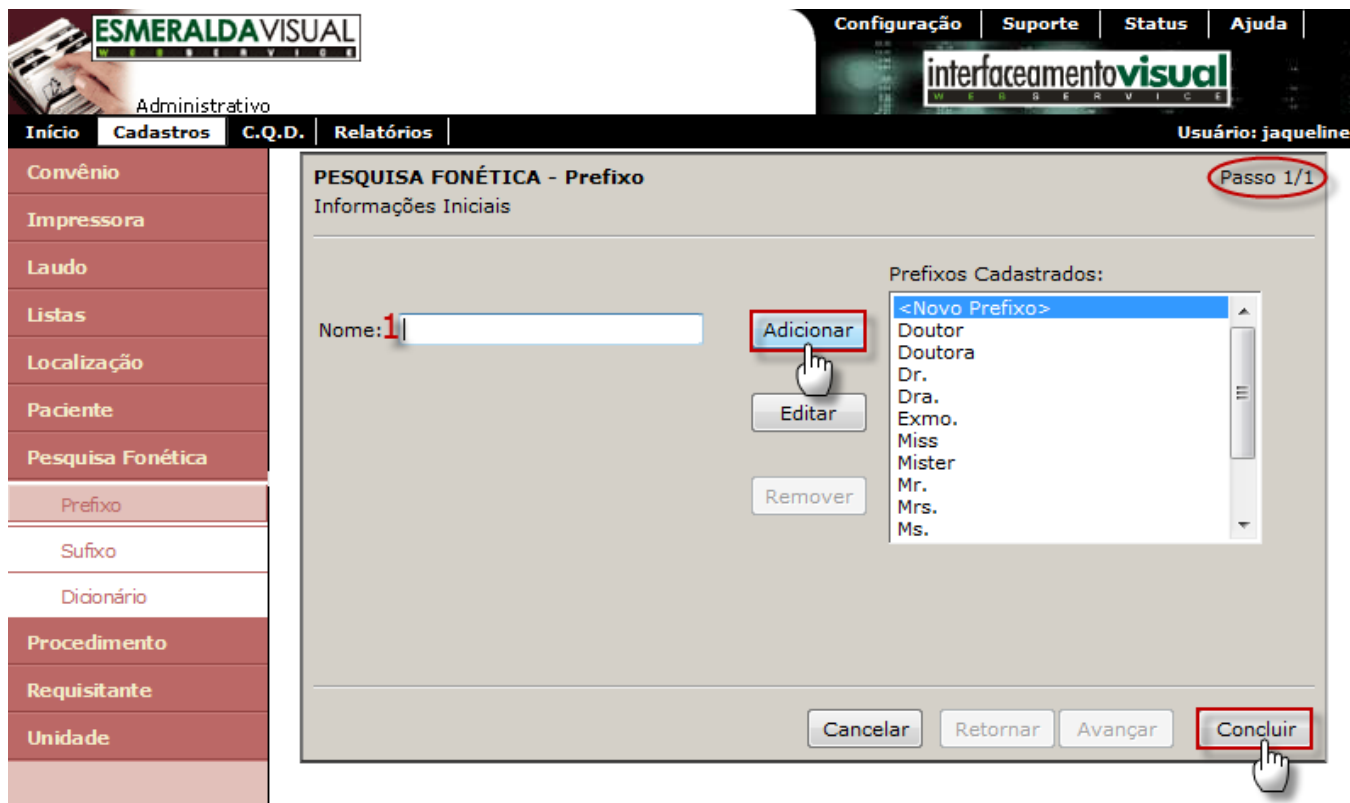 ESMERALDAVISUAL
WEBSERVICE
Administrativo
Configuração
Suporte
Status
Ajuda
interfaceamentovisual
WEBSERVICE
Início
Cadastros
C.Q.D.
Relatórios
Usuário: jaqueline
Convênio
Impressora
Laudo
Listas
Localização
Paciente
Pesquisa Fonética
Prefixo
Sufixo
Dicionário
Procedimento
Requisitante
Unidade
PESQUISA FONÉTICA - Prefixo
Passo 1/1
Informações Iniciais
Nome: 1
Adicionar
Editar
Remover
Prefixos Cadastrados:
<Novo Prefixo>
Doutor
Doutora
Dr.
Dra.
Exmo.
Miss
Mister
Mr.
Mrs.
Ms.
Cancelar
Retornar
Avançar
Concluir